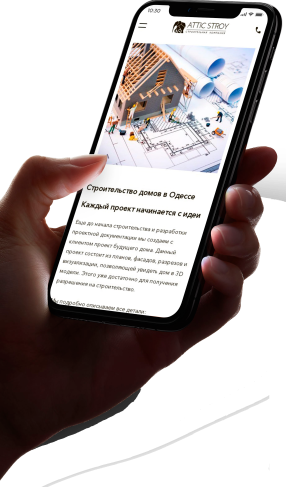 10:30
ATTIC STROY
СТРОИТЕЛЬНАЯ КОМПАНИЯ
Строительство домов в Одессе
Каждый проект начинается с идеи
Еще до начала строительства и разработки
проектной документации мы создаем с
клиентом проект будущего дома. Данный
проект состоит из планов, фасадов, разрезов и
визуализации, позволяющей увидеть дом в 3D
модели. Этого уже достаточно для получения
разрешения на строительство.
подробно описываем все детали: